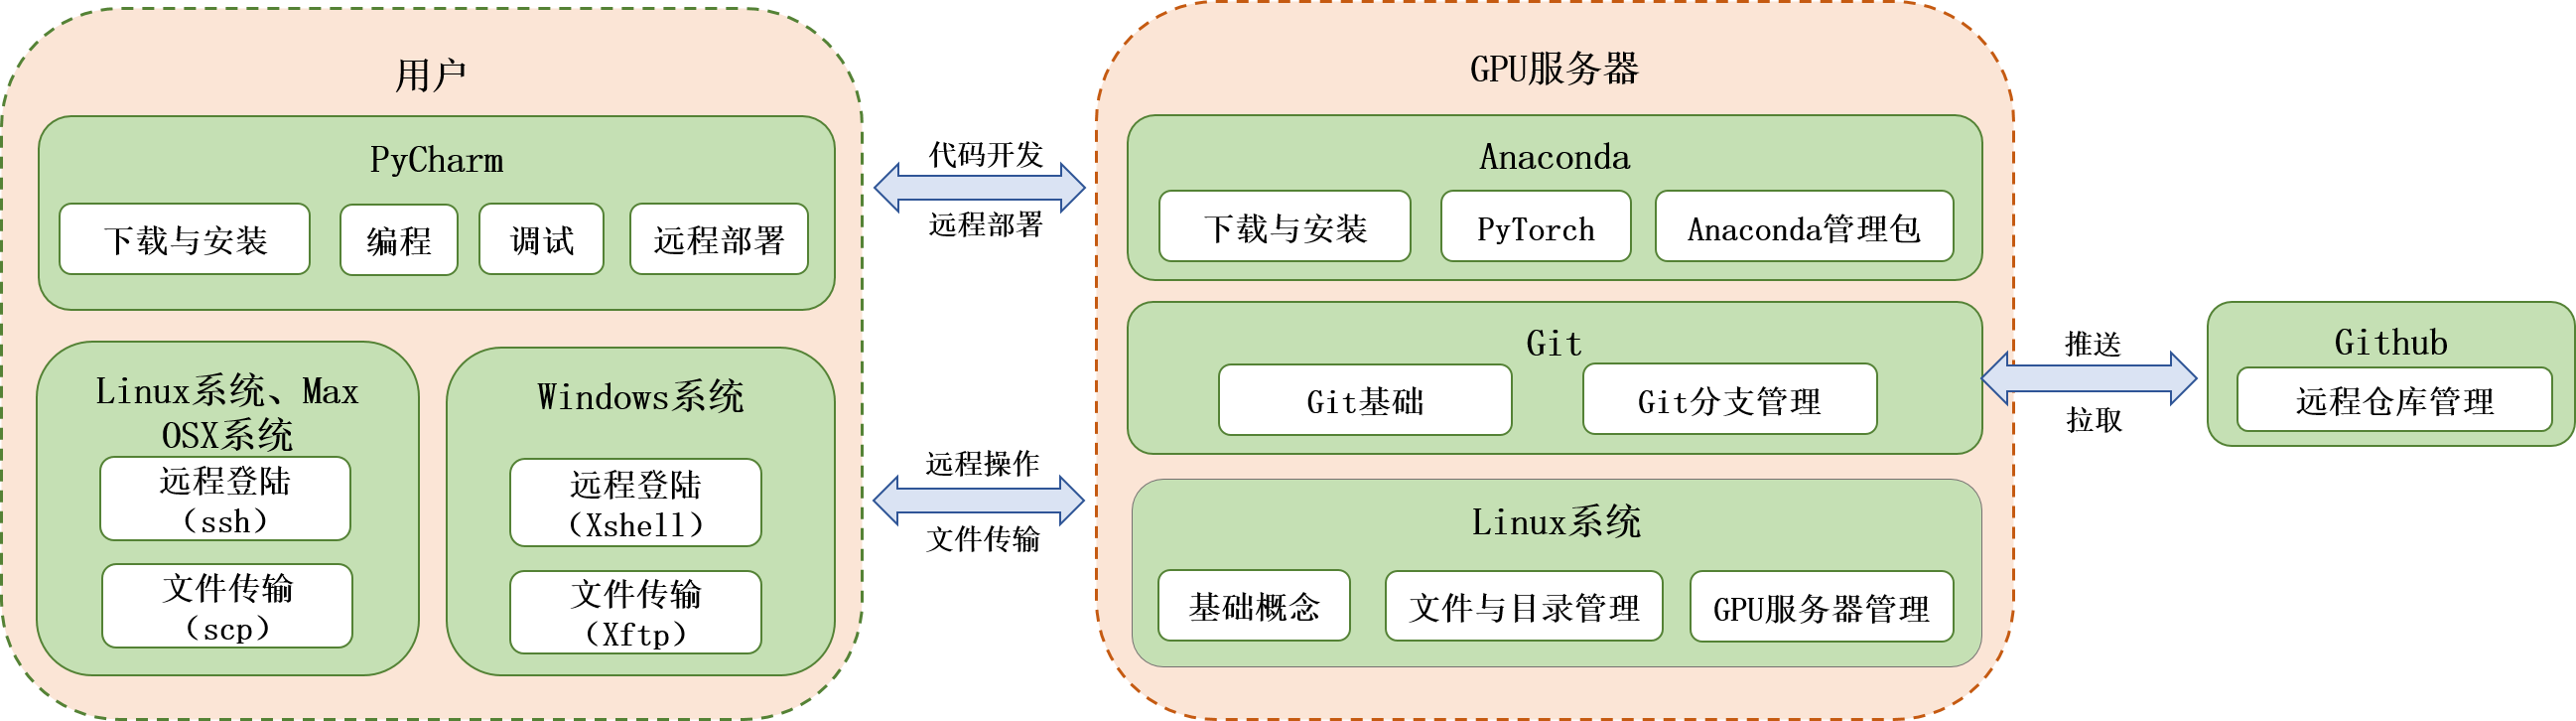 用户
PyCharm
下载与安装
编程
调试
远程部署
Linux系统、Max
OSX系统
远程登陆
（ssh）
文件传输
（scp）
Windows系统
远程登陆
（Xshell）
文件传输
（Xftp）
代码开发
远程部署
远程操作
文件传输
GPU服务器
Anaconda
下载与安装
PyTorch
Anaconda管理包
Git
Git基础
Git分支管理
Linux系统
基础概念
文件与目录管理
GPU服务器管理
推送
拉取
Github
远程仓库管理